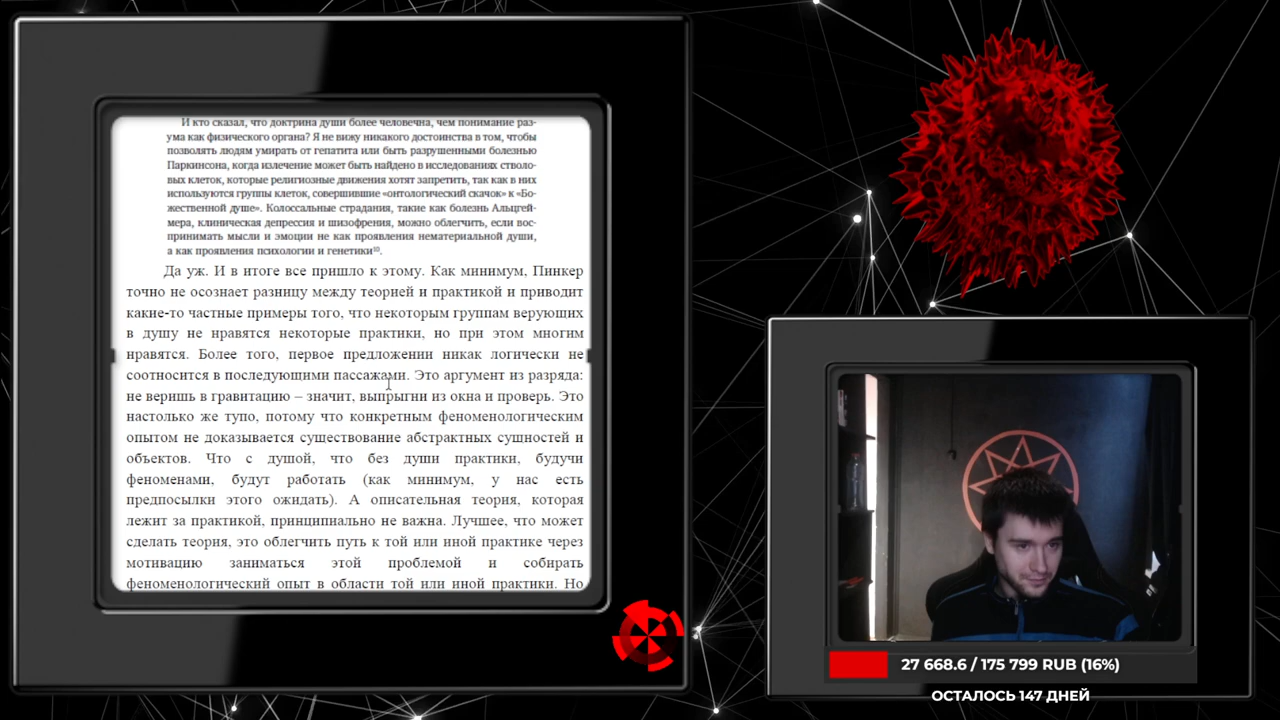 И кто сказал, что доктрина души более человечна, чем понимание раз-
ума как физического органа? Я не вижу никакого достоинства в том, чтобы
позволять людям умирать от гепатита или быть разрушенными болезнью
Паркинсона, когда излечение может быть найдено в исследованиях стволо-
вых клеток, которые религиозные движения хотят запретить, так как в них
используются группы клеток, совершившие «онтологический скачок» к «Бо-
жественной душе». Колоссальные страдания, такие как болезнь Альцгей-
мера, клиническая депрессия и шизофрения, можно облегчить, если вос-
принимать мысли и эмоции не как проявления нематериальной души,
а как проявления психологии и генетики¹⁰.
Да уж. И в итоге все пришло к этому. Как минимум, Пинкер
точно не осознает разницу между теорией и практикой и приводит
какие-то частные примеры того, что некоторым группам верующих
в душу не нравятся некоторые практики, но при этом многим
нравятся. Более того, первое предложении никак логически не
соотносится в последующими пассажами. Это аргумент из разряда:
не веришь в гравитацию – значит, выпрыгни из окна и проверь. Это
настолько же тупо, потому что конкретным феноменологическим
опытом не доказывается существование абстрактных сущностей и
объектов. Что с душой, что без души практики, будучи
феноменами, будут работать (как минимум, у нас есть
предпосылки этого ожидать). А описательная теория, которая
лежит за практикой, принципиально не важна. Лучшее, что может
сделать теория, это облегчить путь к той или иной практике через
мотивацию заниматься этой проблемой и собирать
феноменологический опыт в области той или иной практики. Но
27 668.6 / 175 799 RUB (16%)
ОСТАЛОСЬ 147 ДНЕЙ